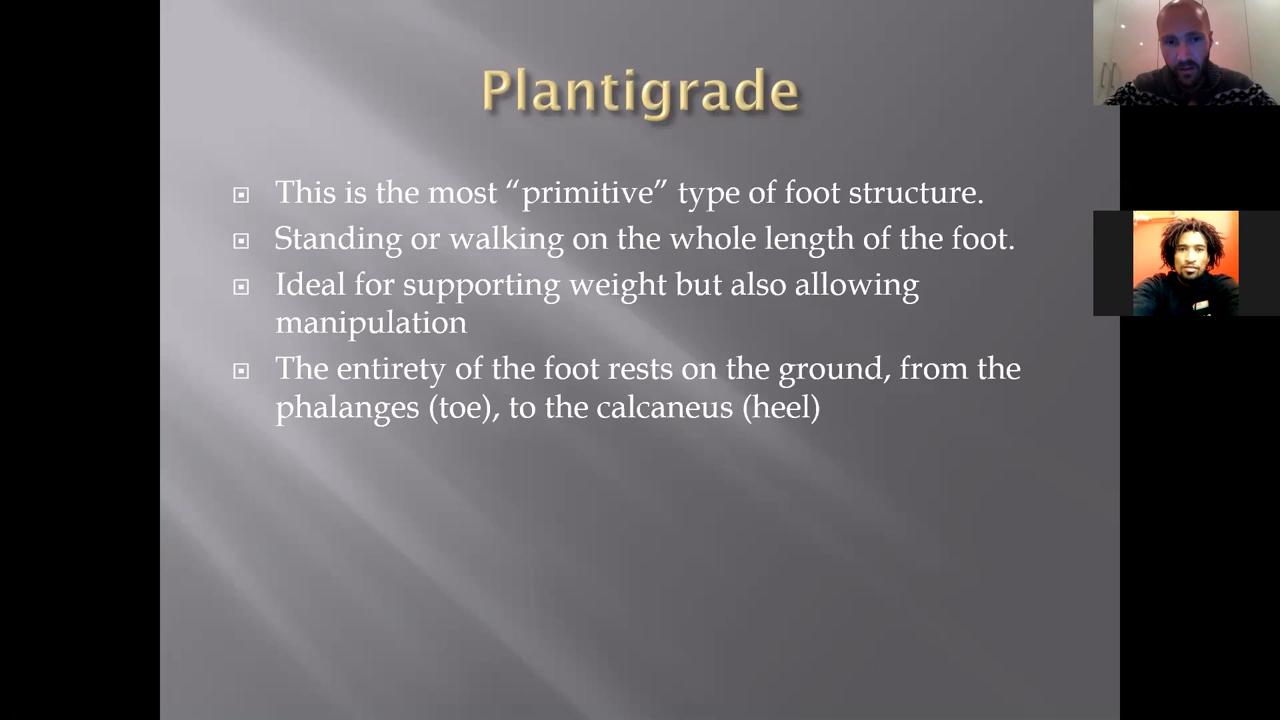 Plantigrade
This is the most “primitive” type of foot structure.
Standing or walking on the whole length of the foot.
Ideal for supporting weight but also allowing
manipulation
The entirety of the foot rests on the ground, from the
phalanges (toe), to the calcaneus (heel)